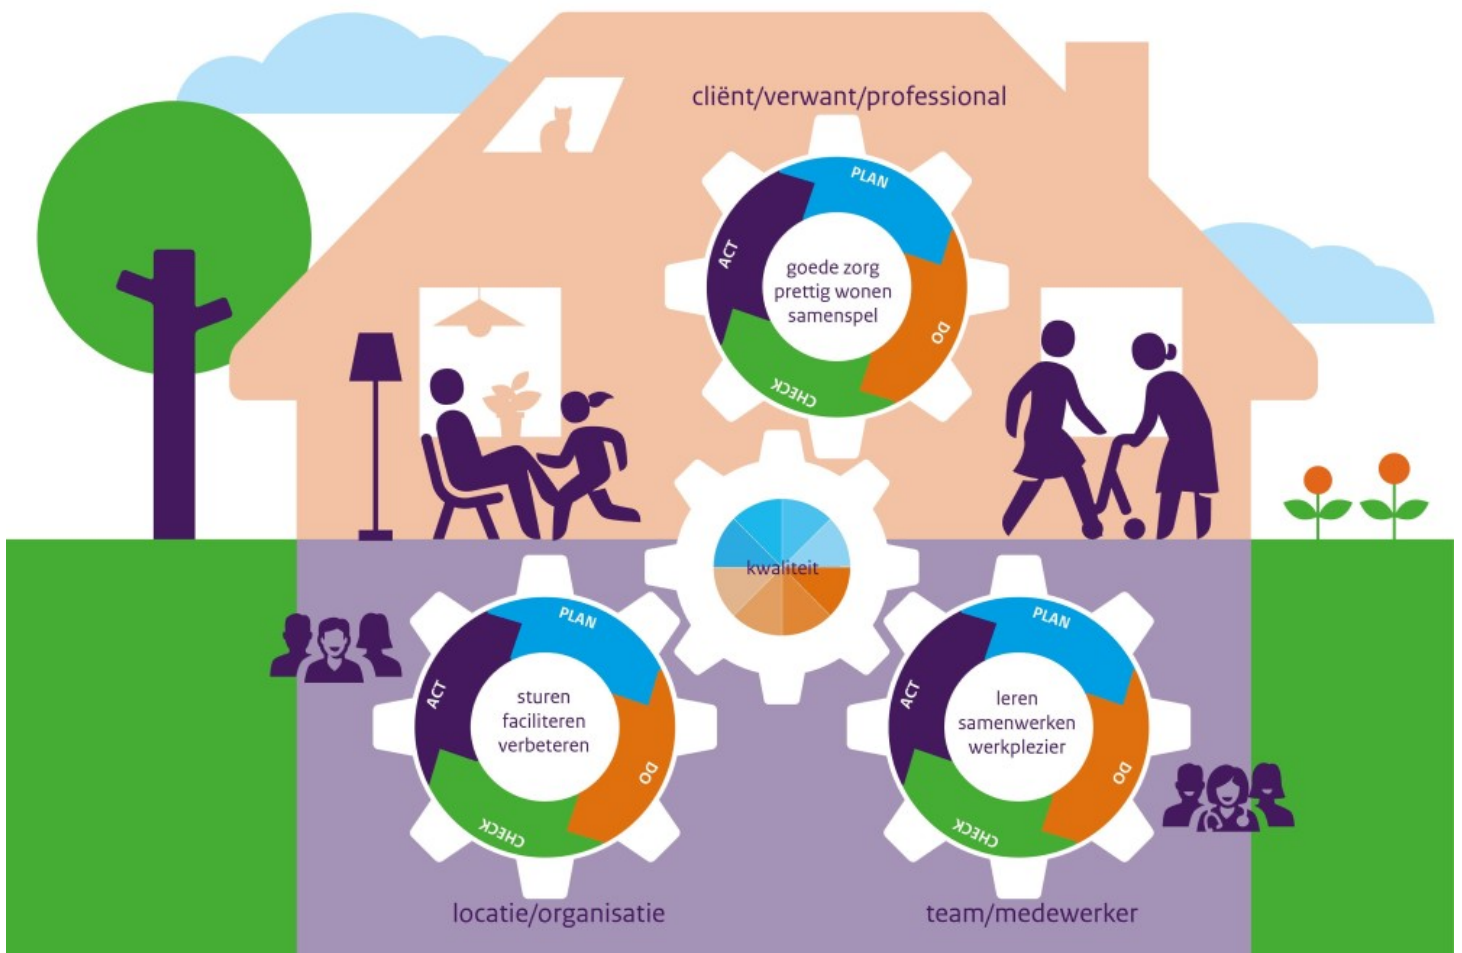 cliënt/verwant/professional
PLAN
DO
CHECK
ACT
goede zorg
prettig wonen
samenspel
kwaliteit
PLAN
DO
CHECK
ACT
sturen
faciliteren
verbeteren
locatie/organisatie
PLAN
DO
CHECK
ACT
leren
samenwerken
werkplezier
team/medewerker